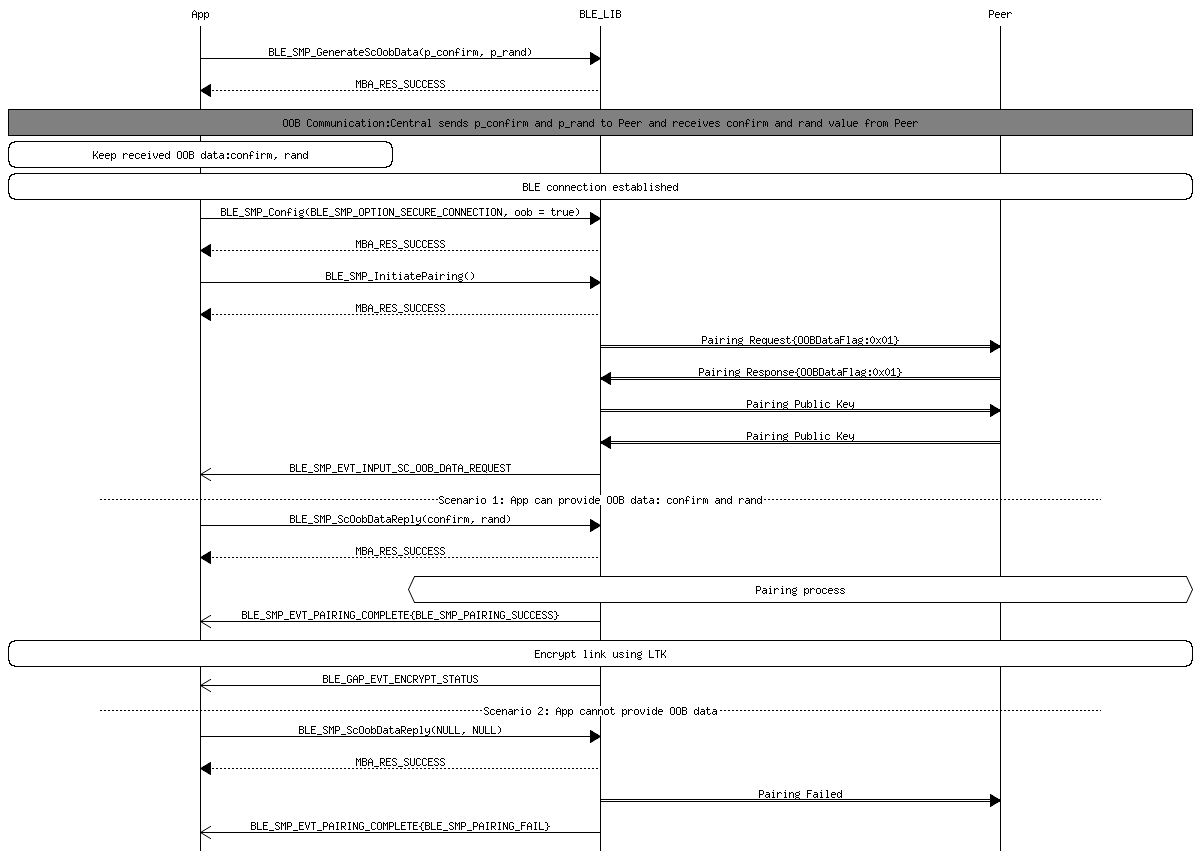 App BLE_LIB Peer
BLE_SMP_GenerateScOobData(p_confirm, p_rand)
MBA_RES_SUCCESS
OOB Communication:Central sends p_confirm and p_rand to Peer and receives confirm and rand value from Peer
Keep received OOB data:confirm, rand
BLE connection established
BLE_SMP_Config(BLE_SMP_OPTION_SECURE_CONNECTION, oob = true)
MBA_RES_SUCCESS
BLE_SMP_InitiatePairing()
MBA_RES_SUCCESS
Pairing Request{OOBDataFlag:0x01}
Pairing Response{OOBDataFlag:0x01}
Pairing Public Key
Pairing Public Key
BLE_SMP_EVT_INPUT_SC_OOB_DATA_REQUEST
Scenario 1: App can provide OOB data: confirm and rand
BLE_SMP_ScOobDataReply(confirm, rand)
MBA_RES_SUCCESS
Pairing process
BLE_SMP_EVT_PAIRING_COMPLETE{BLE_SMP_PAIRING_SUCCESS}
Encrypt link using LTK
BLE_GAP_EVT_ENCRYPT_STATUS
Scenario 2: App cannot provide OOB data
BLE_SMP_ScOobDataReply(NULL, NULL)
MBA_RES_SUCCESS
Pairing Failed
BLE_SMP_EVT_PAIRING_COMPLETE{BLE_SMP_PAIRING_FAIL}